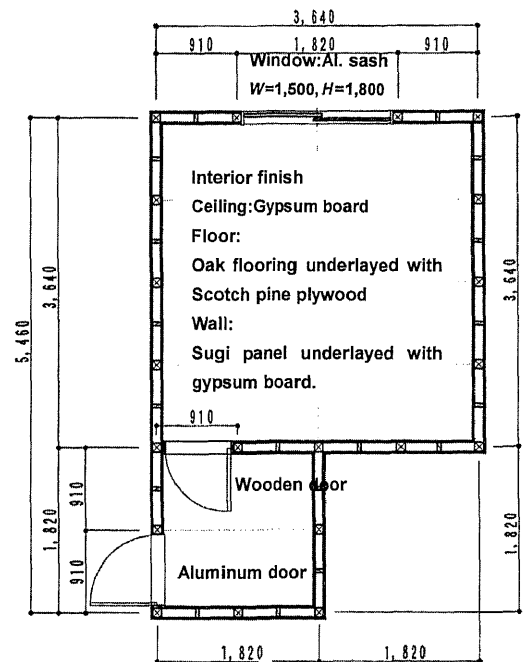 3,640
910
1,820
910
Window:Al. sash
W=1,500, H=1,800
Interior finish
Ceiling:Gypsum board
Floor:
Oak flooring underlayed with
Scotch pine plywood
Wall:
Sugi panel underlayed with
gypsum board.
5,460
3,640
3,640
910
Wooden door
910
1,820
910
1,820
Aluminum door
1,820
1,820